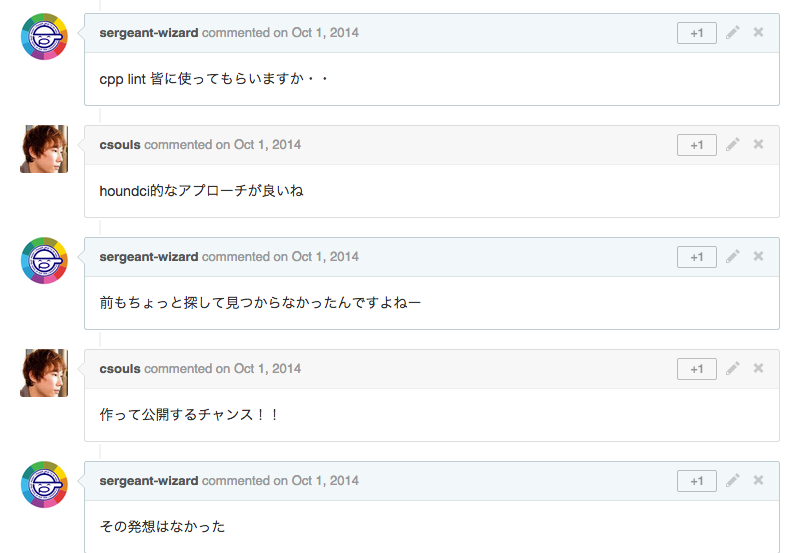 sergeant-wizard commented on Oct 1, 2014
+1
cpp lint 皆に使ってもらいますか・・
csouls commented on Oct 1, 2014
+1
houndci的なアプローチが良いね
sergeant-wizard commented on Oct 1, 2014
+1
前もちょっと探して見つからなかったんですよねー
csouls commented on Oct 1, 2014
+1
作って公開するチャンス！！
sergeant-wizard commented on Oct 1, 2014
+1
その発想はなかった